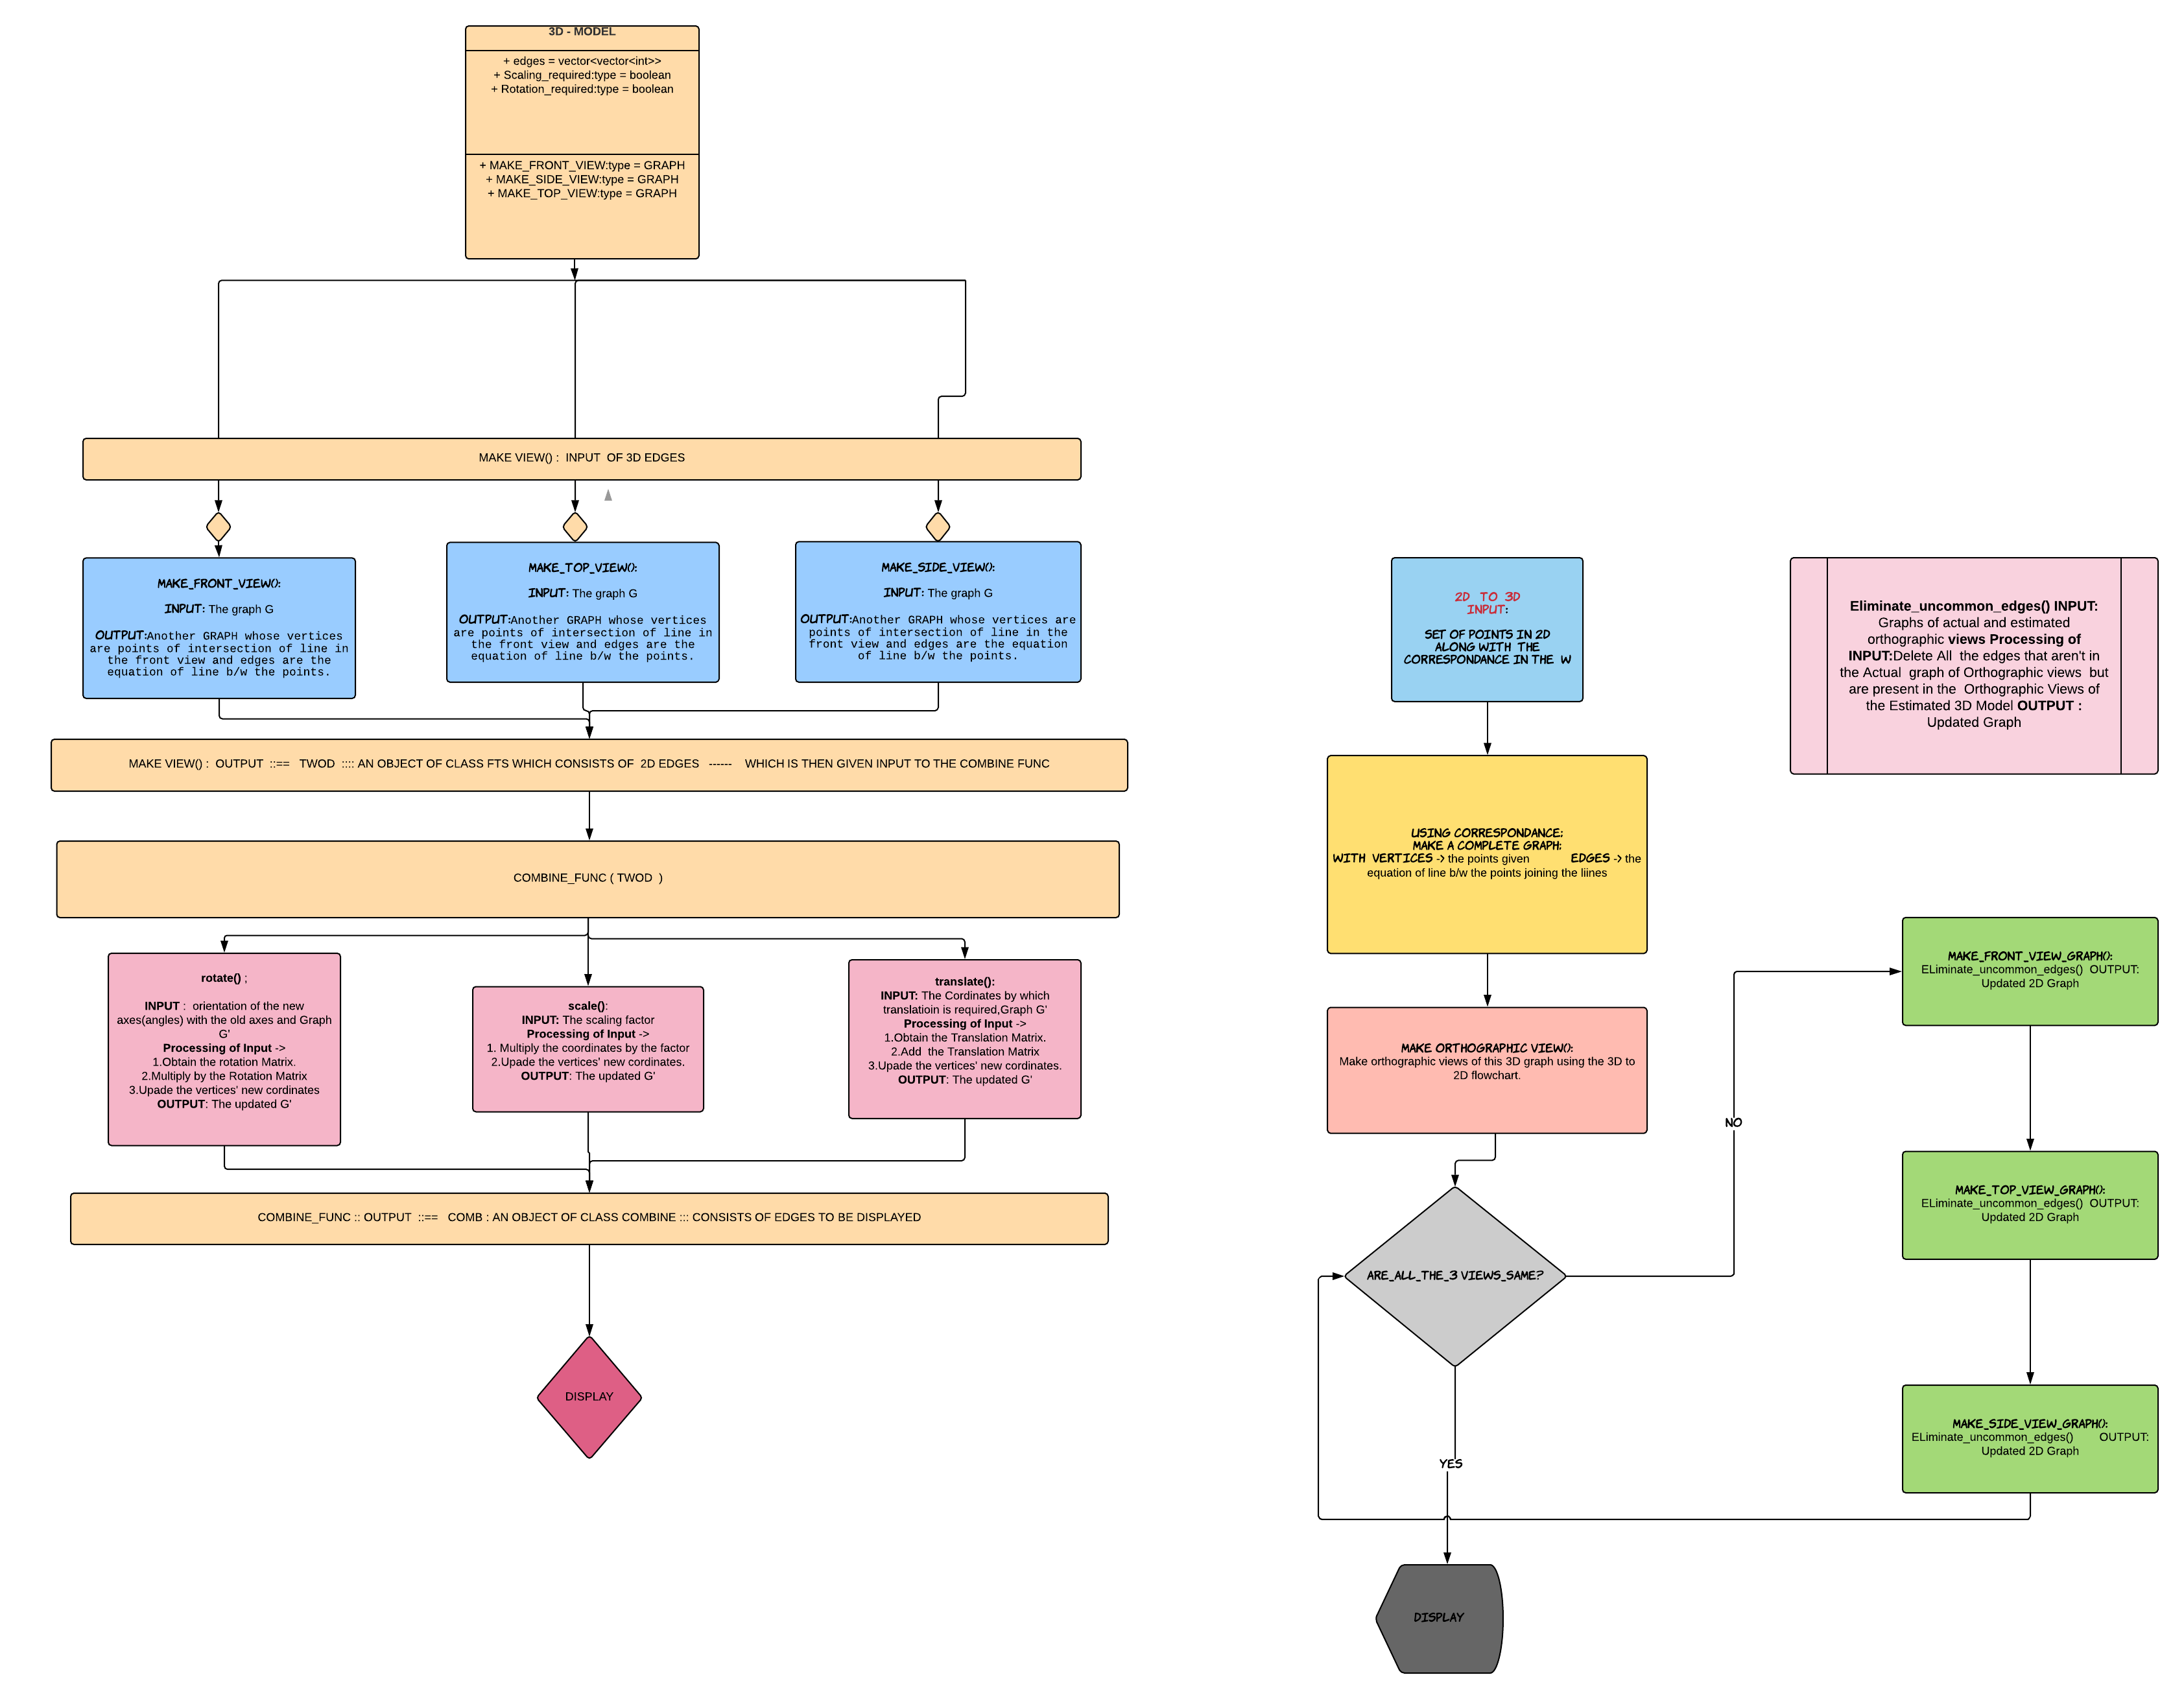 3D - MODEL
+ edges = vector<vector<int>>
+ Scaling_required:type = boolean
+ Rotation_required:type = boolean
+ MAKE_FRONT_VIEW:type = GRAPH
+ MAKE_SIDE_VIEW:type = GRAPH
+ MAKE_TOP_VIEW:type = GRAPH
MAKE VIEW() : INPUT OF 3D EDGES
MAKE_FRONT_VIEW():
INPUT: The graph G
OUTPUT:Another GRAPH whose vertices
are points of intersection of line in
the front view and edges are the
equation of line b/w the points.
MAKE_TOP_VIEW():
INPUT: The graph G
OUTPUT:Another GRAPH whose vertices
are points of intersection of line in
the front view and edges are the
equation of line b/w the points.
MAKE_SIDE_VIEW():
INPUT: The graph G
OUTPUT:Another GRAPH whose vertices are
points of intersection of line in the
front view and edges are the equation
of line b/w the points.
MAKE VIEW() : OUTPUT ::== TWOD :::: AN OBJECT OF CLASS FTS WHICH CONSISTS OF 2D EDGES ------ WHICH IS THEN GIVEN INPUT TO THE COMBINE FUNC
COMBINE_FUNC ( TWOD )
rotate() ;
INPUT : orientation of the new
axes(angles) with the old axes and Graph
G'
Processing of Input ->
1.Obtain the rotation Matrix.
2.Multiply by the Rotation Matrix
3.Upade the vertices' new cordinates
OUTPUT: The updated G'
scale():
INPUT: The scaling factor
Processing of Input ->
1. Multiply the coordinates by the factor
2.Upade the vertices' new cordinates.
OUTPUT: The updated G'
translate():
INPUT: The Cordinates by which
translatioin is required,Graph G'
Processing of Input ->
1.Obtain the Translation Matrix.
2.Add the Translation Matrix
3.Upade the vertices' new cordinates.
OUTPUT: The updated G'
COMBINE_FUNC :: OUTPUT ::== COMB : AN OBJECT OF CLASS COMBINE ::: CONSISTS OF EDGES TO BE DISPLAYED
DISPLAY
2D TO 3D
INPUT:
SET OF POINTS IN 2D
ALONG WITH THE
CORRESPONDANCE IN THE W
USING CORRESPONDANCE:
MAKE A COMPLETE GRAPH:
WITH VERTICES -> the points given EDGES -> the
equation of line b/w the points joining the liines
MAKE ORTHOGRAPHIC VIEW():
Make orthographic views of this 3D graph using the 3D to
2D flowchart.
ARE_ALL_THE_3 VIEWS_SAME?
NO
YES
DISPLAY
Eliminate_uncommon_edges() INPUT:
Graphs of actual and estimated
orthographic views Processing of
INPUT:Delete All the edges that aren't in
the Actual graph of Orthographic views but
are present in the Orthographic Views of
the Estimated 3D Model OUTPUT :
Updated Graph
MAKE_FRONT_VIEW_GRAPH():
ELiminate_uncommon_edges() OUTPUT:
Updated 2D Graph
MAKE_TOP_VIEW_GRAPH():
ELiminate_uncommon_edges() OUTPUT:
Updated 2D Graph
MAKE_SIDE_VIEW_GRAPH():
ELiminate_uncommon_edges() OUTPUT:
Updated 2D Graph